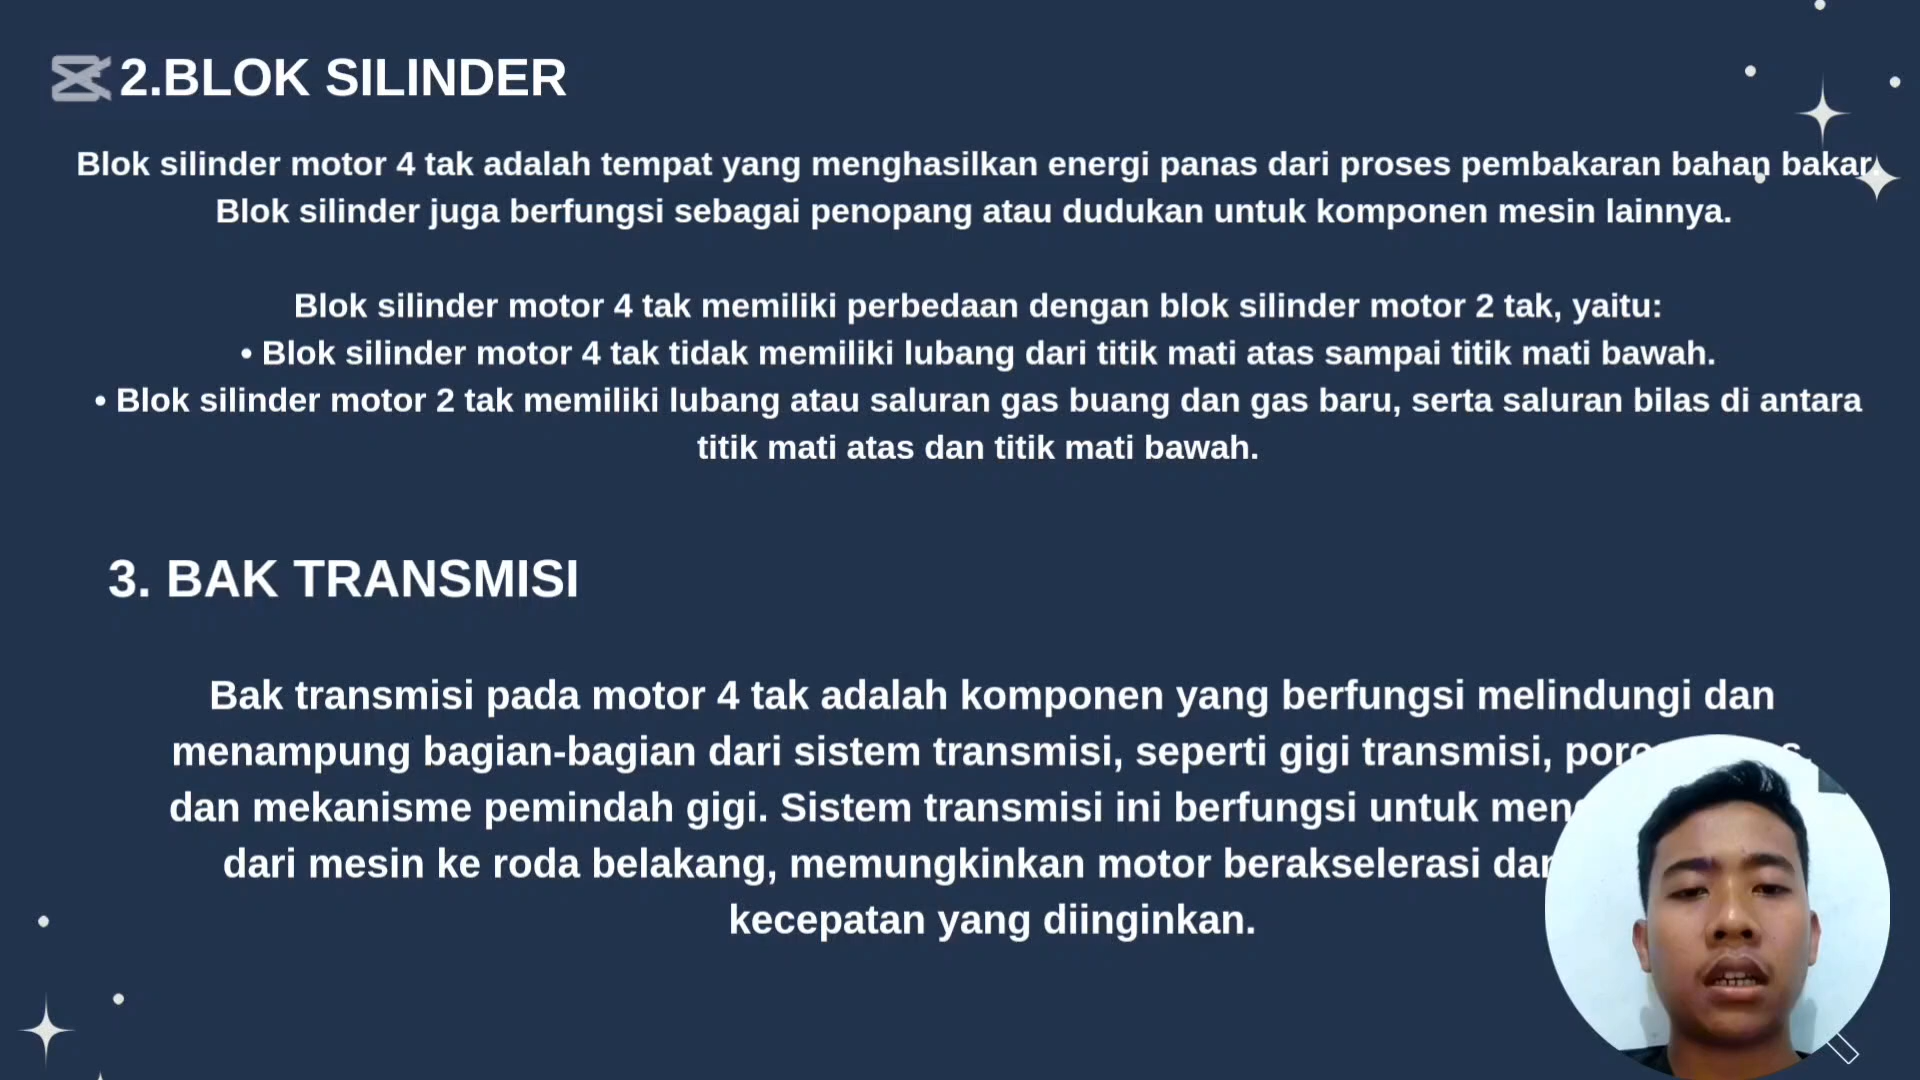 2.BLOK SILINDER
Blok silinder motor 4 tak adalah tempat yang menghasilkan energi panas dari proses pembakaran bahan bakar.
Blok silinder juga berfungsi sebagai penopang atau dudukan untuk komponen mesin lainnya.
Blok silinder motor 4 tak memiliki perbedaan dengan blok silinder motor 2 tak, yaitu:
• Blok silinder motor 4 tak tidak memiliki lubang dari titik mati atas sampai titik mati bawah.
• Blok silinder motor 2 tak memiliki lubang atau saluran gas buang dan gas baru, serta saluran bilas di antara
titik mati atas dan titik mati bawah.
3. BAK TRANSMISI
Bak transmisi pada motor 4 tak adalah komponen yang berfungsi melindungi dan
menampung bagian-bagian dari sistem transmisi, seperti gigi transmisi,
dan mekanisme pemindah gigi. Sistem transmisi ini berfungsi untuk
dari mesin ke roda belakang, memungkinkan motor berakselerasi
kecepatan yang diinginkan.